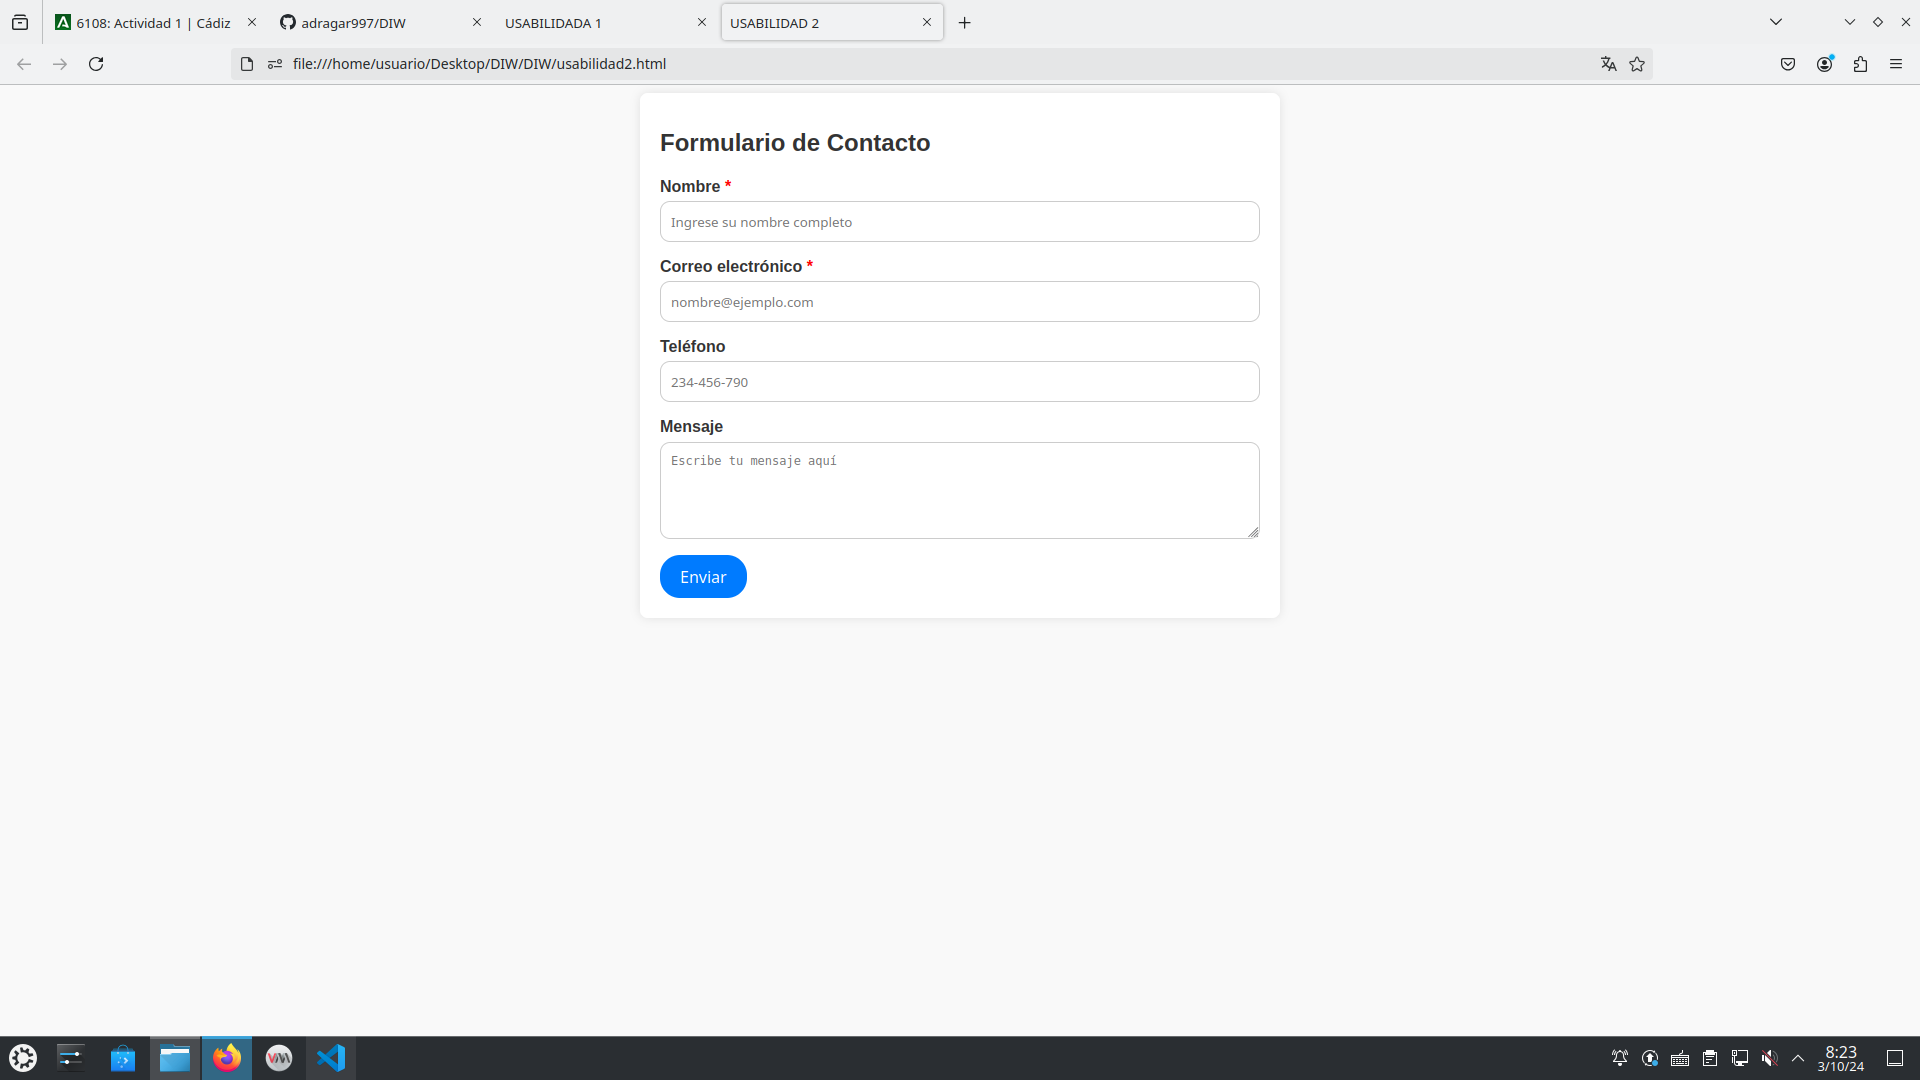 6108: Actividad 1 | Cádiz
adragar997/DIW
USABILIDADA 1
USABILIDAD 2
file:///home/usuario/Desktop/DIW/DIW/usabilidad2.html
Formulario de Contacto
Nombre *
Ingrese su nombre completo
Correo electrónico *
nombre@ejemplo.com
Teléfono
234-456-790
Mensaje
Escribe tu mensaje aquí
Enviar
8:23
3/10/24